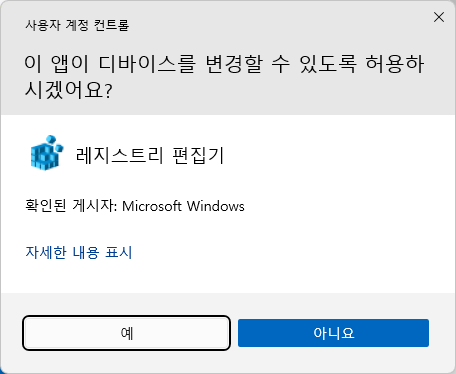 사용자 계정 컨트롤
이 앱이 디바이스를 변경할 수 있도록 허용하
시겠어요?
레지스트리 편집기
확인된 게시자: Microsoft Windows
자세한 내용 표시
예
아니요